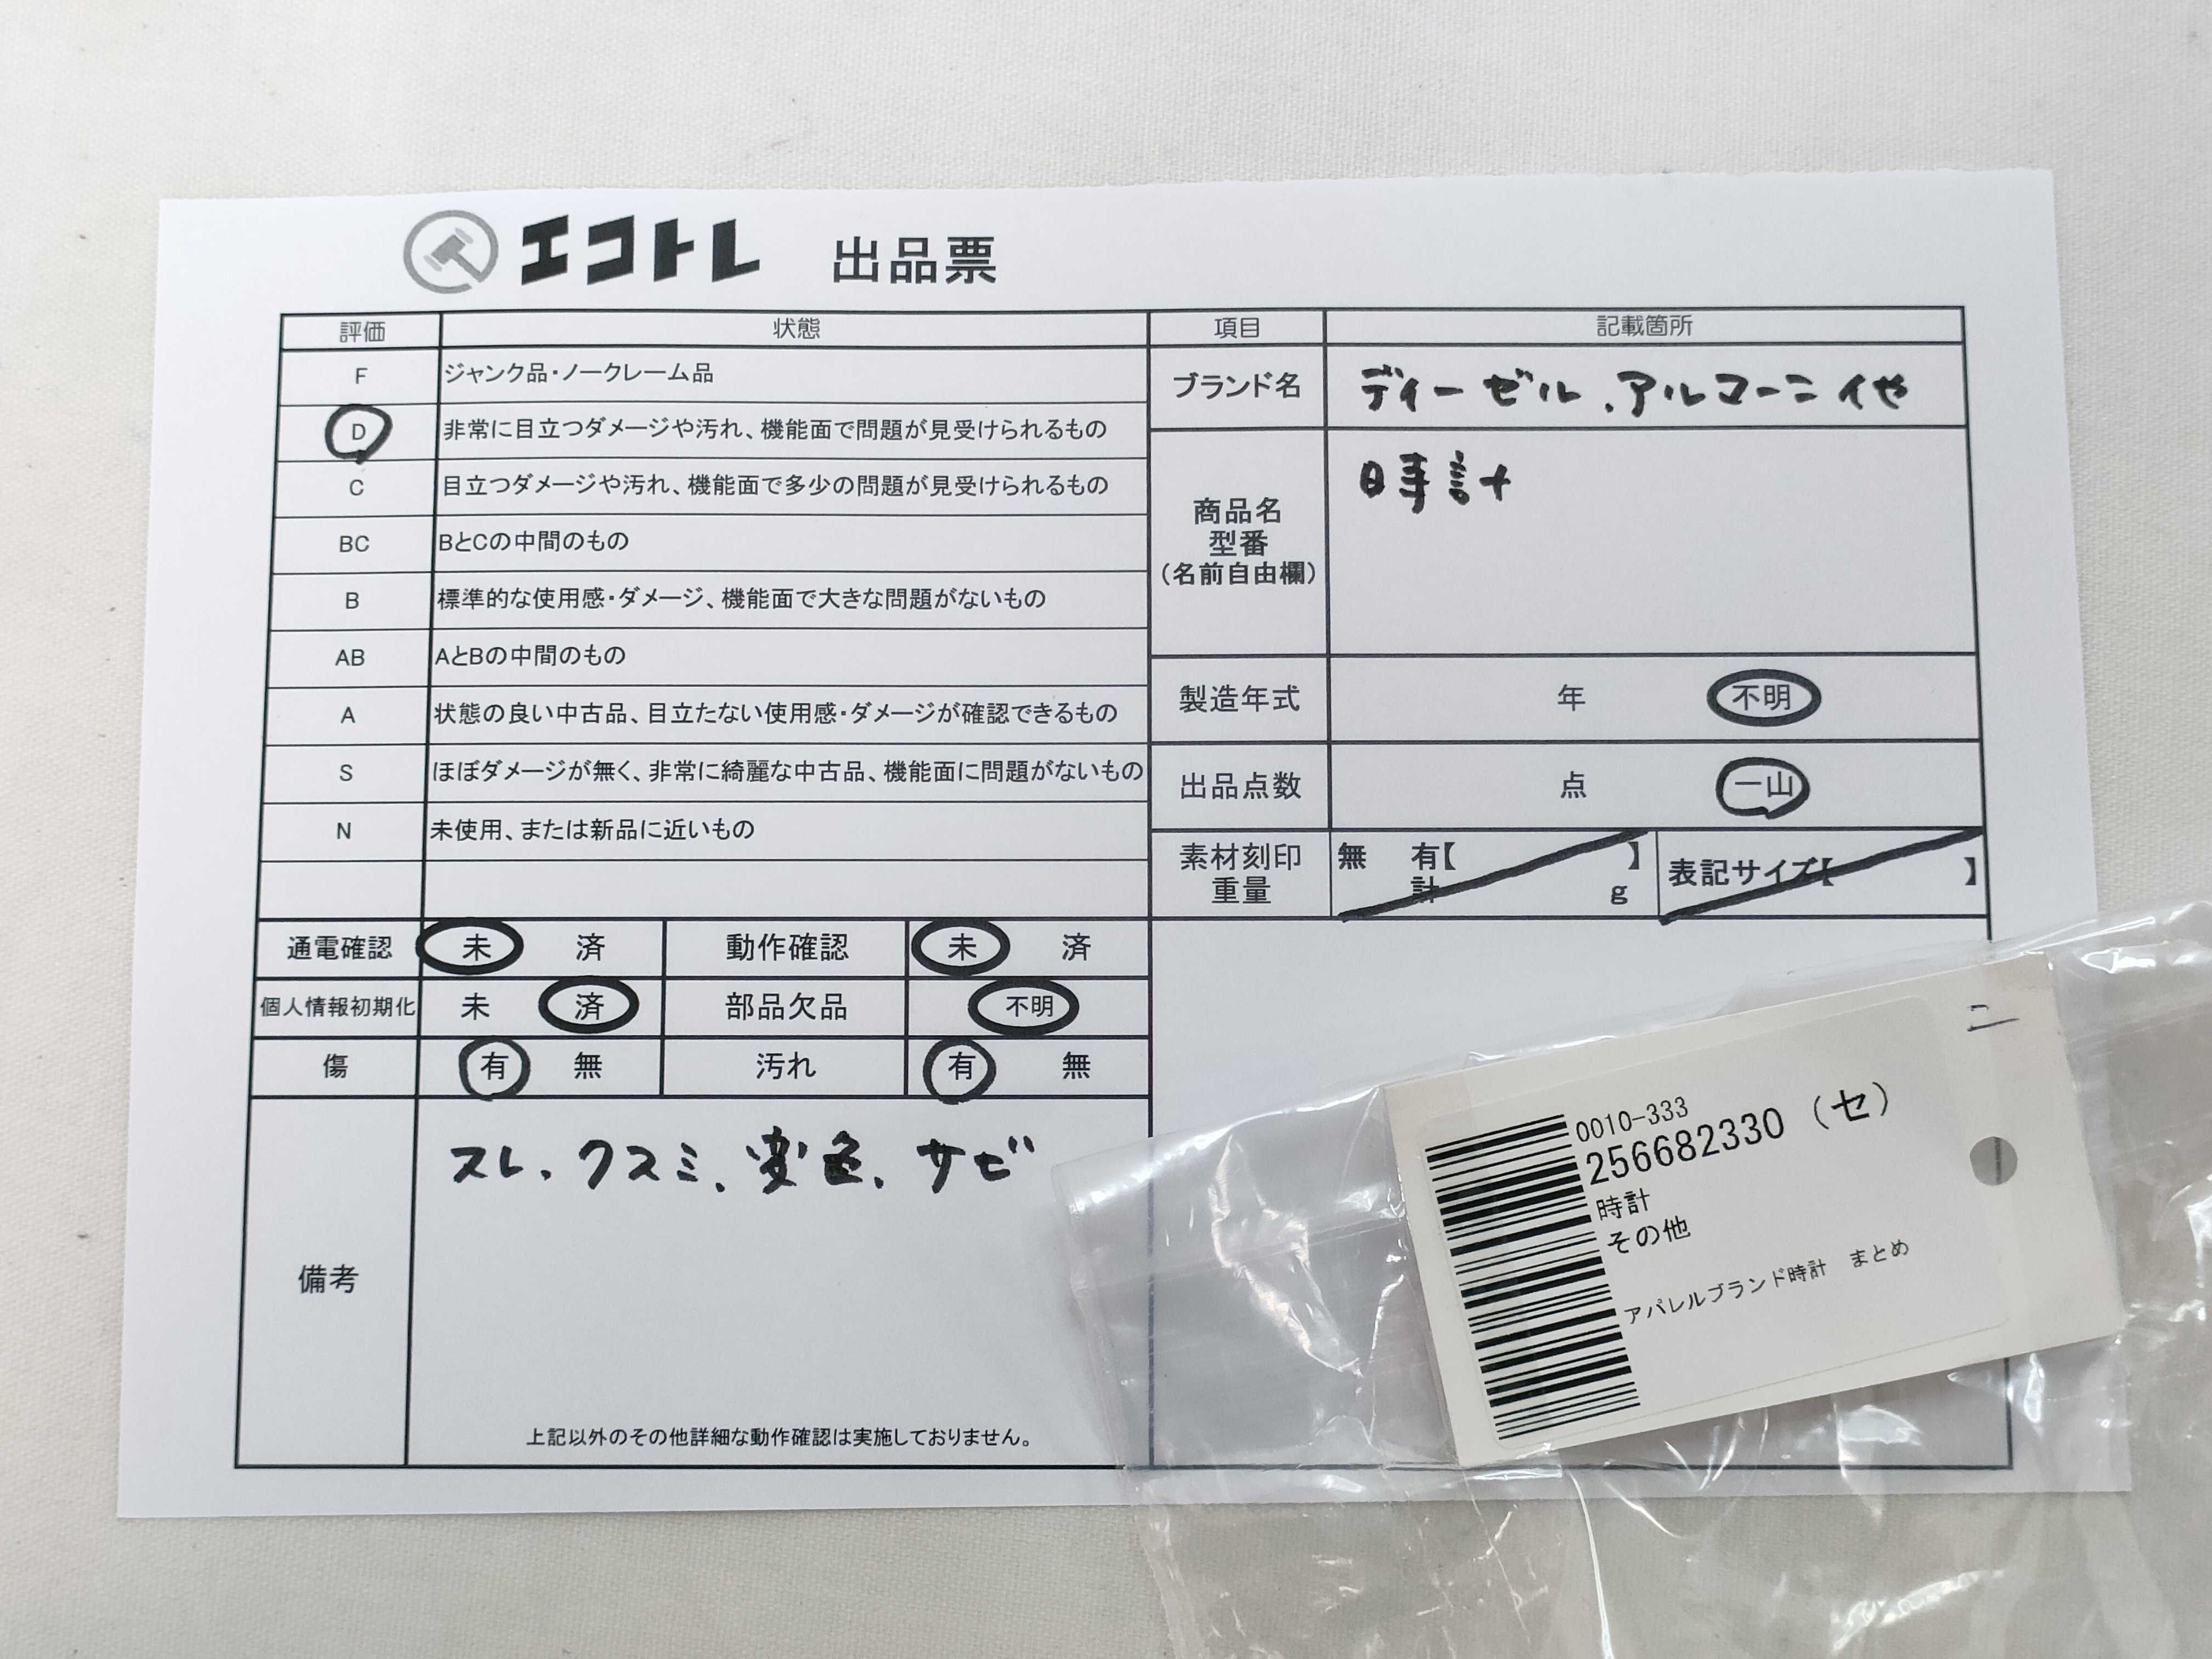 エコトレ 出品票
評価 状態 項目 記載箇所
F ジャンク品・ノークレーム品
D 非常に目立つダメージや汚れ、機能面で問題が見受けられるもの
C 目立つダメージや汚れ、機能面で多少の問題が見受けられるもの
BC BとCの中間のもの
B 標準的な使用感・ダメージ、機能面で大きな問題がないもの
AB AとBの中間のもの
A 状態の良い中古品、目立たない使用感・ダメージが確認できるもの
S ほぼダメージが無く、非常に綺麗な中古品、機能面に問題がないもの
N 未使用、または新品に近いもの
ブランド名 ディーゼル、アルマーニ
商品名 時計
型番
(名前自由欄)
製造年式 年 不明
出品点数 点 一山
素材刻印 無 有【 】 表記サイズ【 】
重量 計 g
通電確認 未 済 動作確認 未 済
個人情報初期化 未 済 部品欠品 不明
傷 有 無 汚れ 有 無
備考 スレ、クスミ、変色、サビ
上記以外のその他詳細な動作確認は実施しておりません。
0010-333
256682330 (セ)
時計
その他
アパレルブランド時計 まとめ